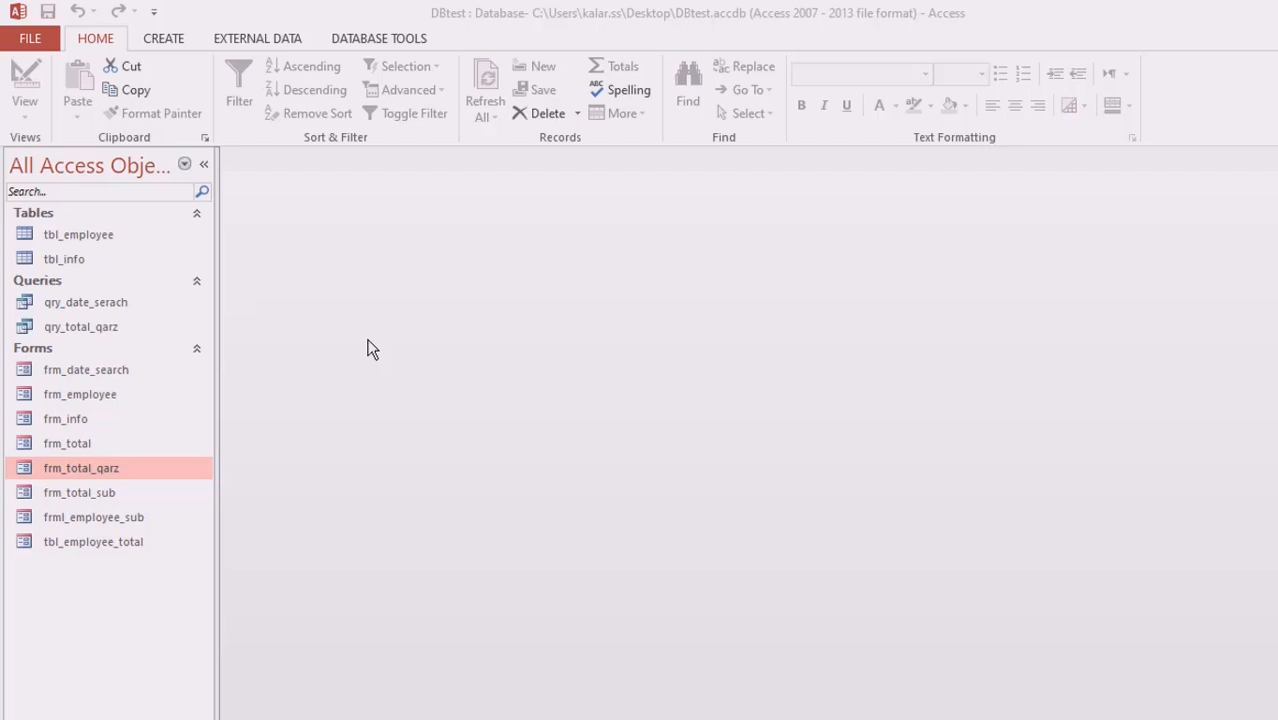 DBtest : Database- C:\Users\kalar.ss\Desktop\DBtest.accdb (Access 2007 - 2013 file format) - Access
FILE HOME CREATE EXTERNAL DATA DATABASE TOOLS
View
Views
Paste
Cut
Copy
Format Painter
Clipboard
Filter
Ascending
Descending
Remove Sort
Selection
Advanced
Toggle Filter
Sort & Filter
Refresh
All
New
Save
Delete
Totals
Spelling
More
Records
Find
Replace
Go To
Select
Find
B I U A
Text Formatting
All Access Obje...
Search...
Tables
tbl_employee
tbl_info
Queries
qry_date_serach
qry_total_qarz
Forms
frm_date_search
frm_employee
frm_info
frm_total
frm_total_qarz
frm_total_sub
frml_employee_sub
tbl_employee_total